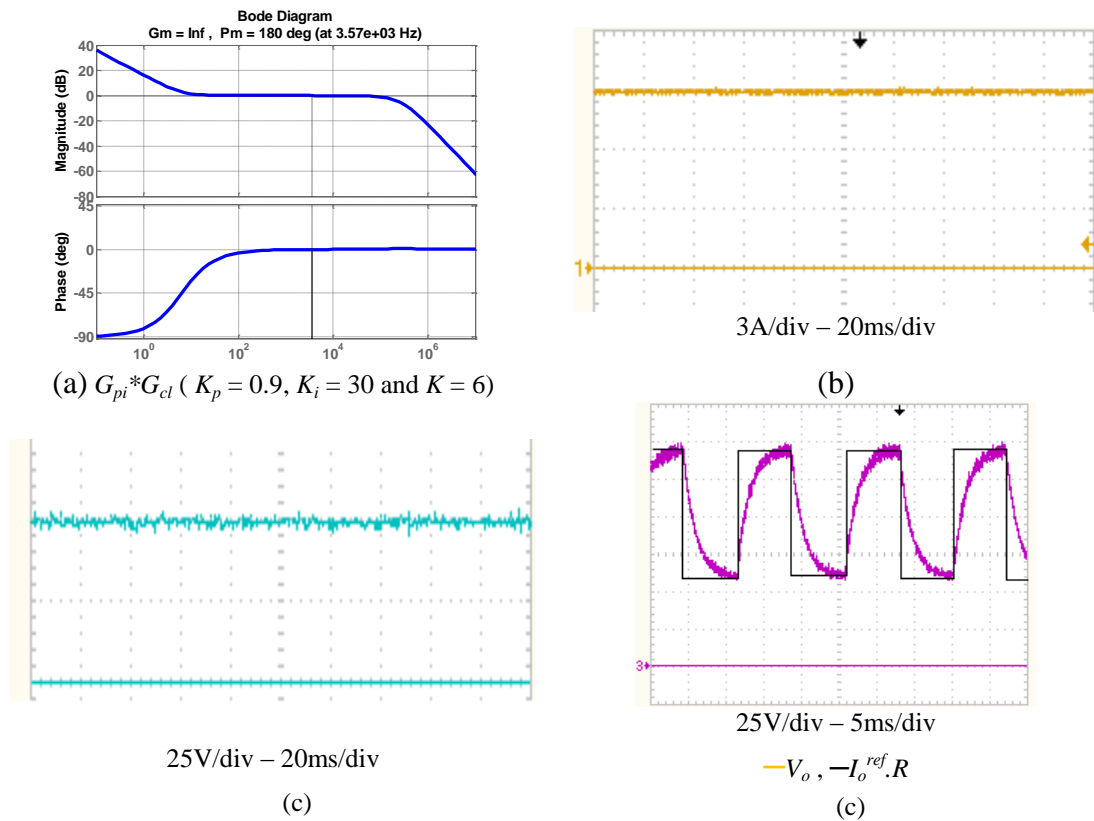 Bode Diagram
Gm = Inf , Pm = 180 deg (at 3.57e+03 Hz)
Magnitude (dB)
40
20
0
-20
-40
-60
-80
Phase (deg)
45
0
-45
-90
10^0 10^2 10^4 10^6
(a) G_pi*G_cl ( K_p = 0.9, K_i = 30 and K = 6)
1
3A/div – 20ms/div
(b)
25V/div – 20ms/div
(c)
3
25V/div – 5ms/div
V_o , I_o^ref.R
(c)